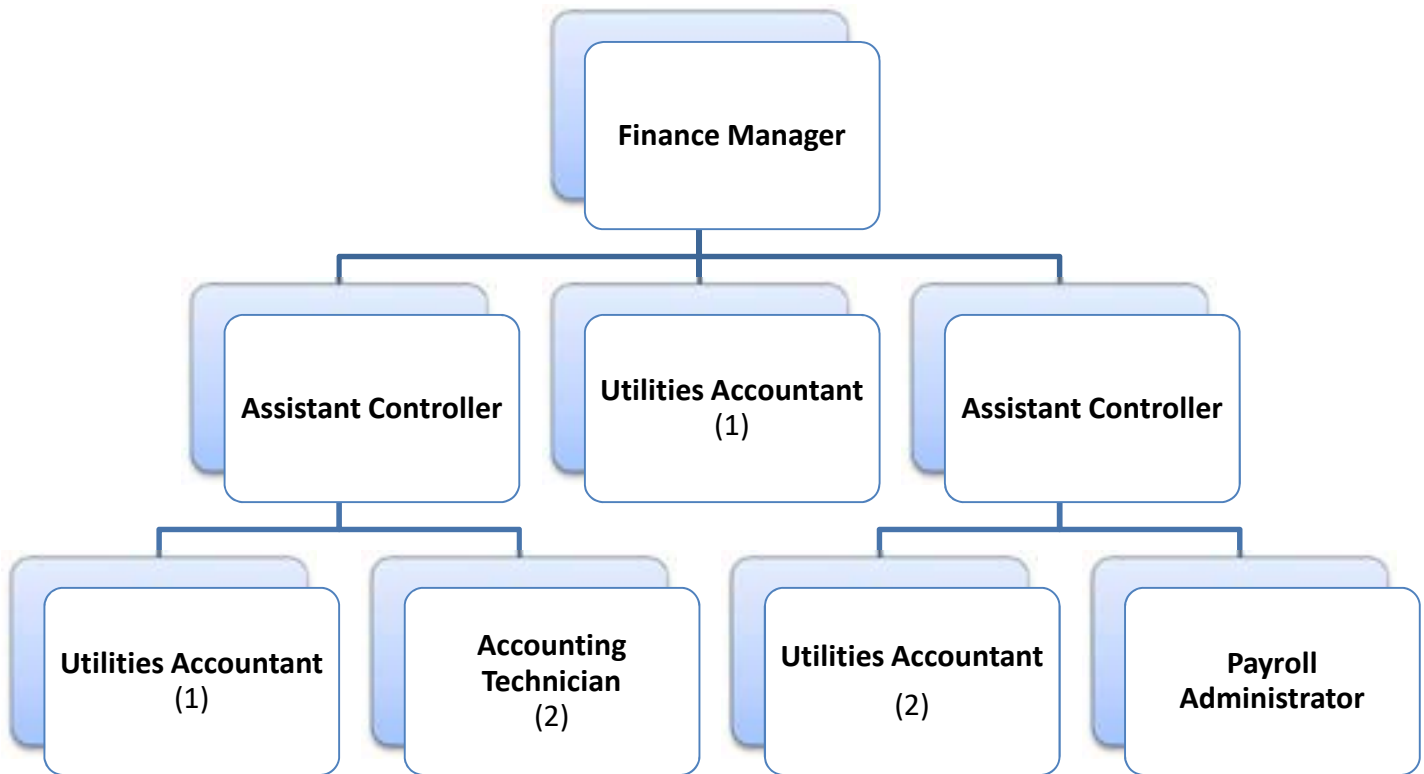 Finance Manager
Assistant Controller
Utilities Accountant
(1)
Assistant Controller
Utilities Accountant
(1)
Accounting
Technician
(2)
Utilities Accountant
(2)
Payroll
Administrator